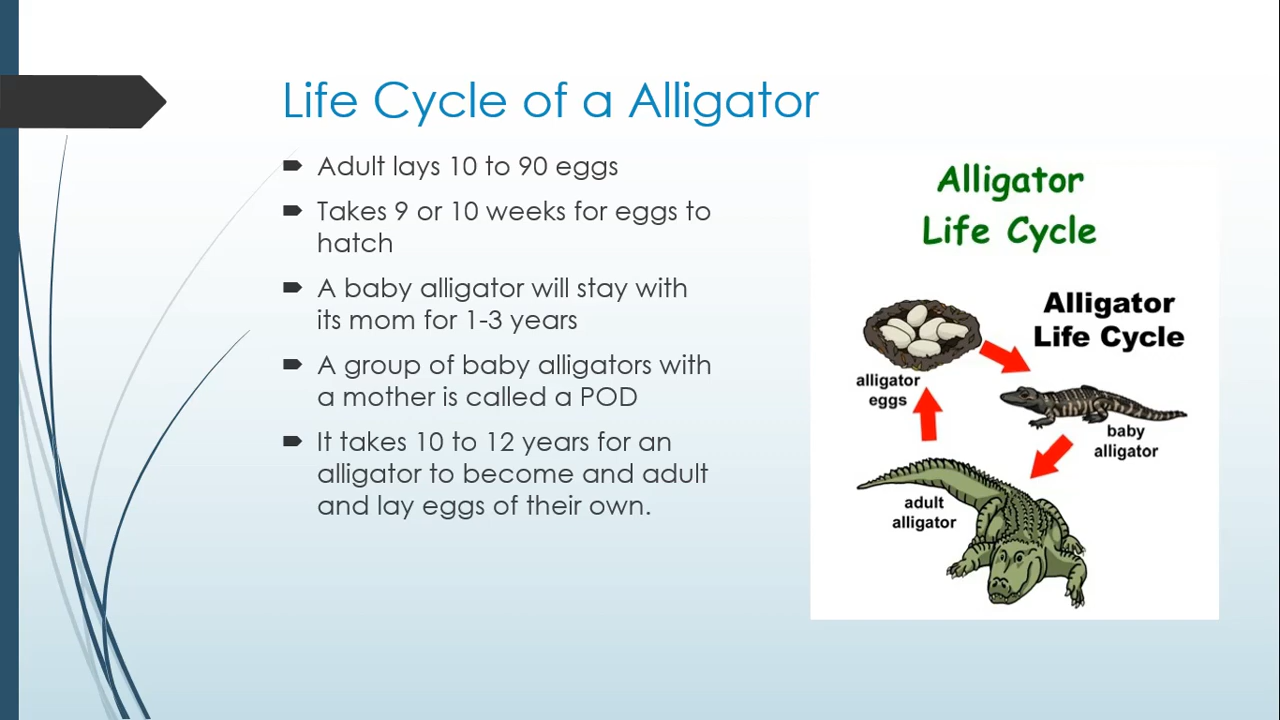 Life Cycle of a Alligator
Adult lays 10 to 90 eggs
Takes 9 or 10 weeks for eggs to
hatch
A baby alligator will stay with
its mom for 1-3 years
A group of baby alligators with
a mother is called a POD
It takes 10 to 12 years for an
alligator to become and adult
and lay eggs of their own.
Alligator
Life Cycle
Alligator
Life Cycle
alligator
eggs
baby
alligator
adult
alligator